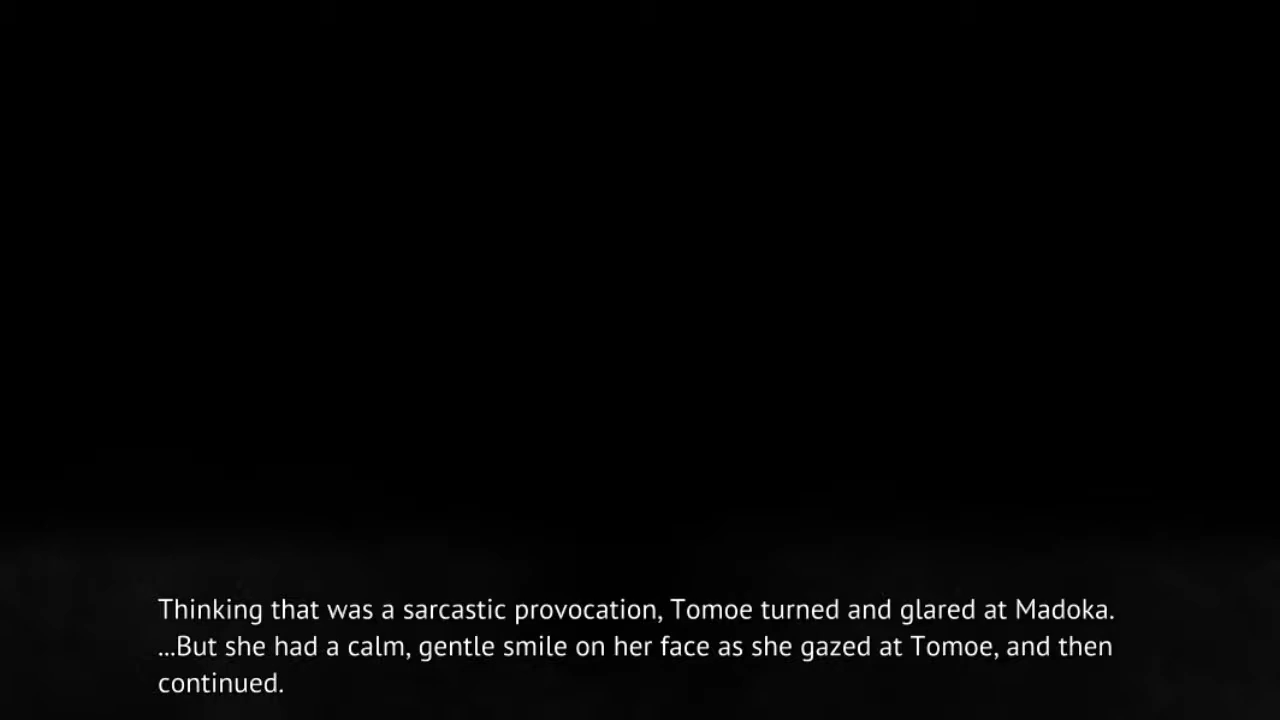 Thinking that was a sarcastic provocation, Tomoe turned and glared at Madoka.
...But she had a calm, gentle smile on her face as she gazed at Tomoe, and then
continued.